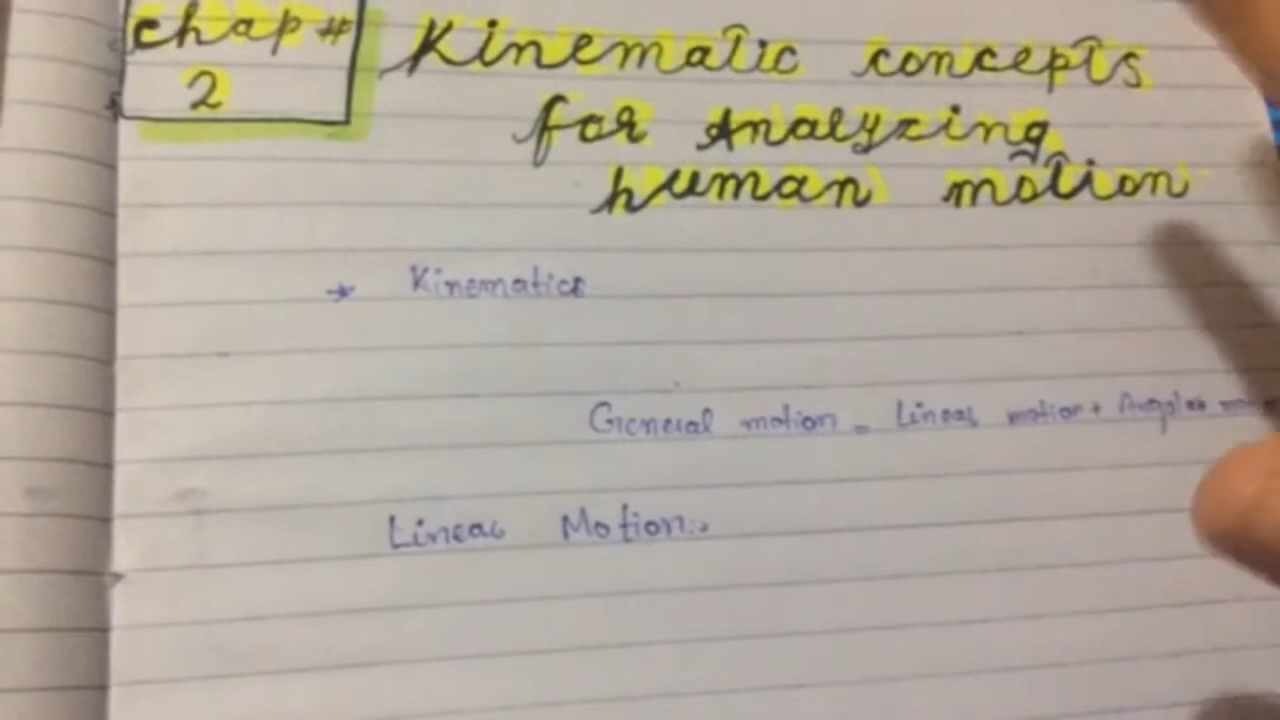 Chap #
2
Kinematic concepts
for Analyzing
human motion
Kinematics
General motion = Linear motion + Angular
Linear Motion:.